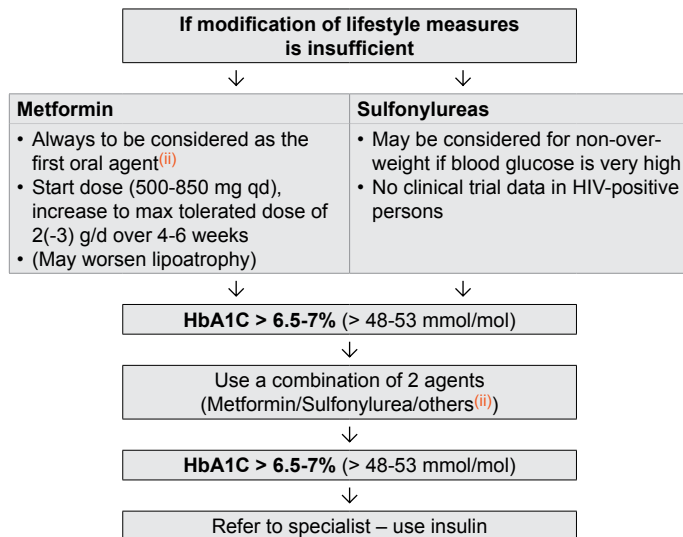 If modification of lifestyle measures
is insufficient
Metformin
• Always to be considered as the
first oral agent(ii)
• Start dose (500-850 mg qd),
increase to max tolerated dose of
2(-3) g/d over 4-6 weeks
• (May worsen lipoatrophy)
Sulfonylureas
• May be considered for non-over-
weight if blood glucose is very high
• No clinical trial data in HIV-positive
persons
HbA1C > 6.5-7% (> 48-53 mmol/mol)
Use a combination of 2 agents
(Metformin/Sulfonylurea/others(ii))
HbA1C > 6.5-7% (> 48-53 mmol/mol)
Refer to specialist – use insulin